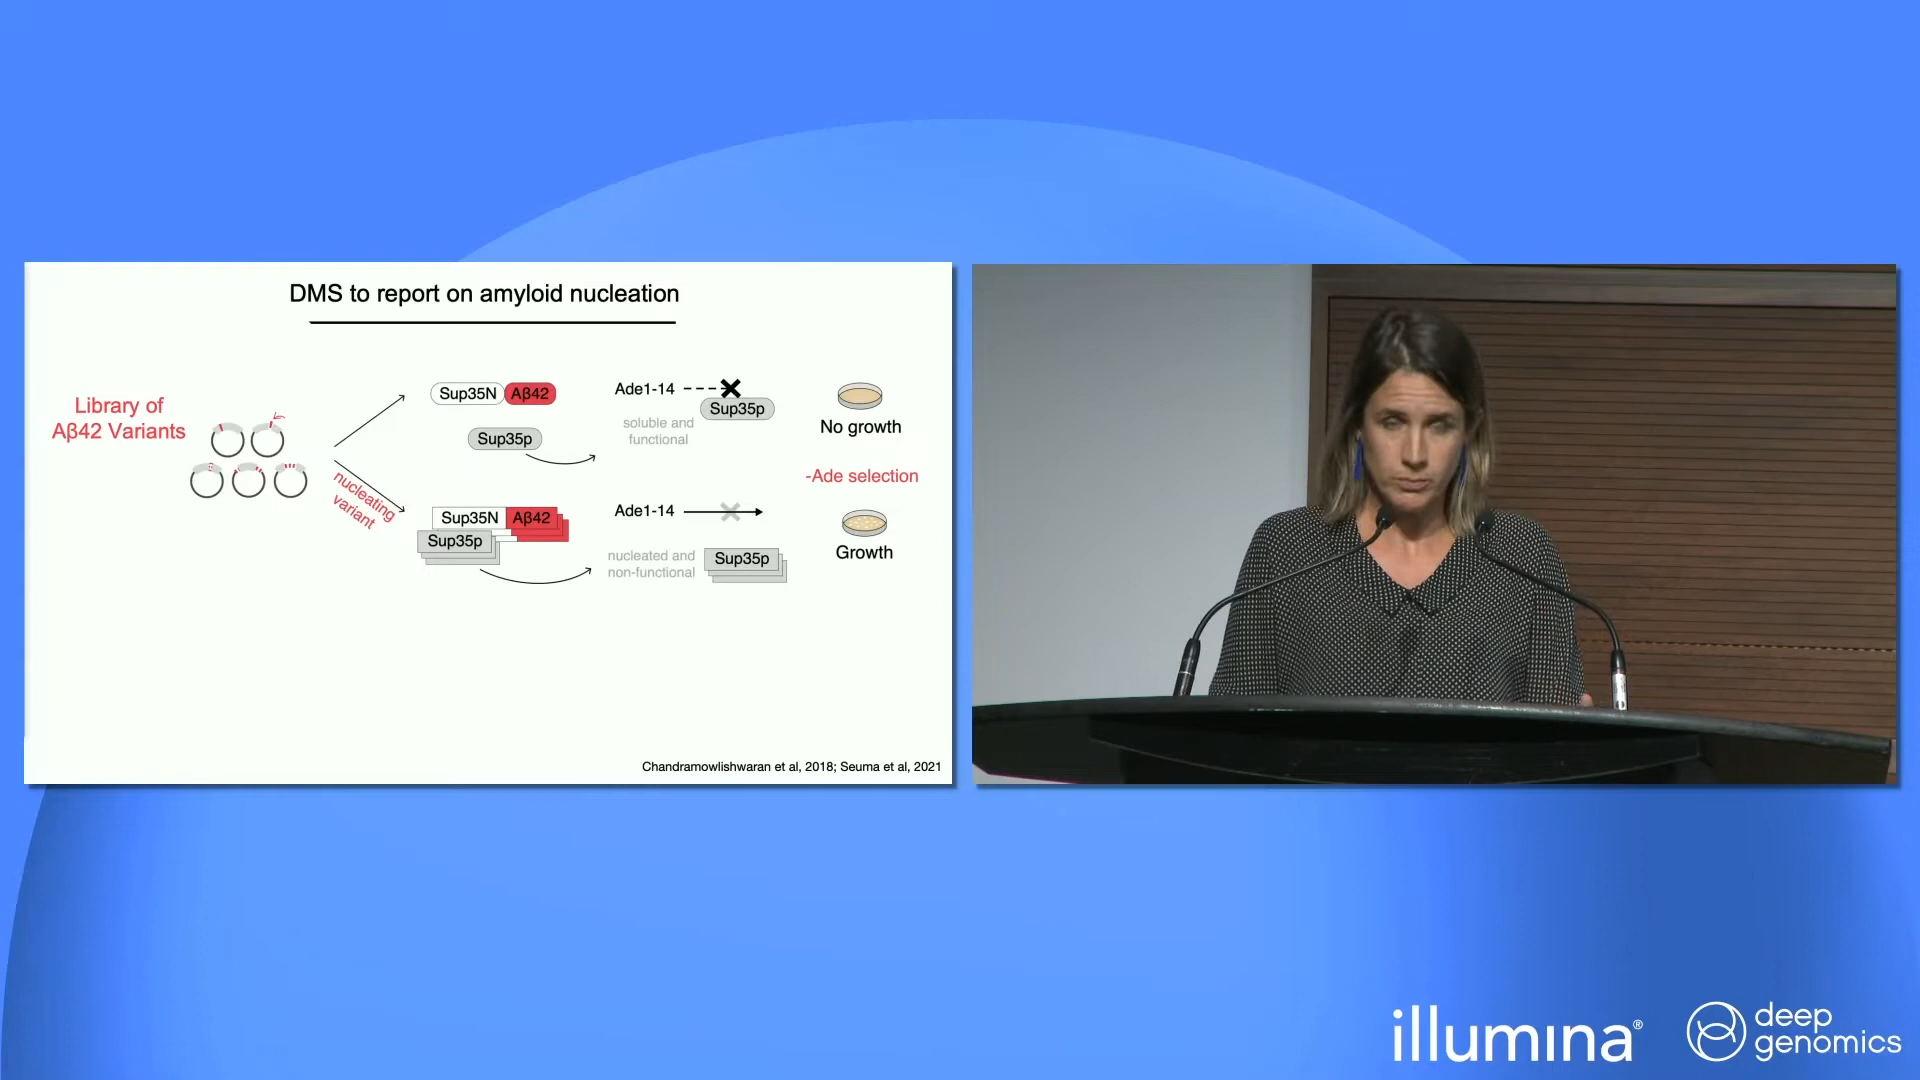 DMS to report on amyloid nucleation
Library of
Aβ42 Variants
nucleating
variant
Sup35N Aβ42
Sup35p
Ade1-14
Sup35p
soluble and
functional
No growth
-Ade selection
Sup35N Aβ42
Sup35p
Ade1-14
nucleated and
non-functional
Sup35p
Growth
Chandramowlishwaran et al, 2018; Seuma et al, 2021
illumina®
deep
genomics